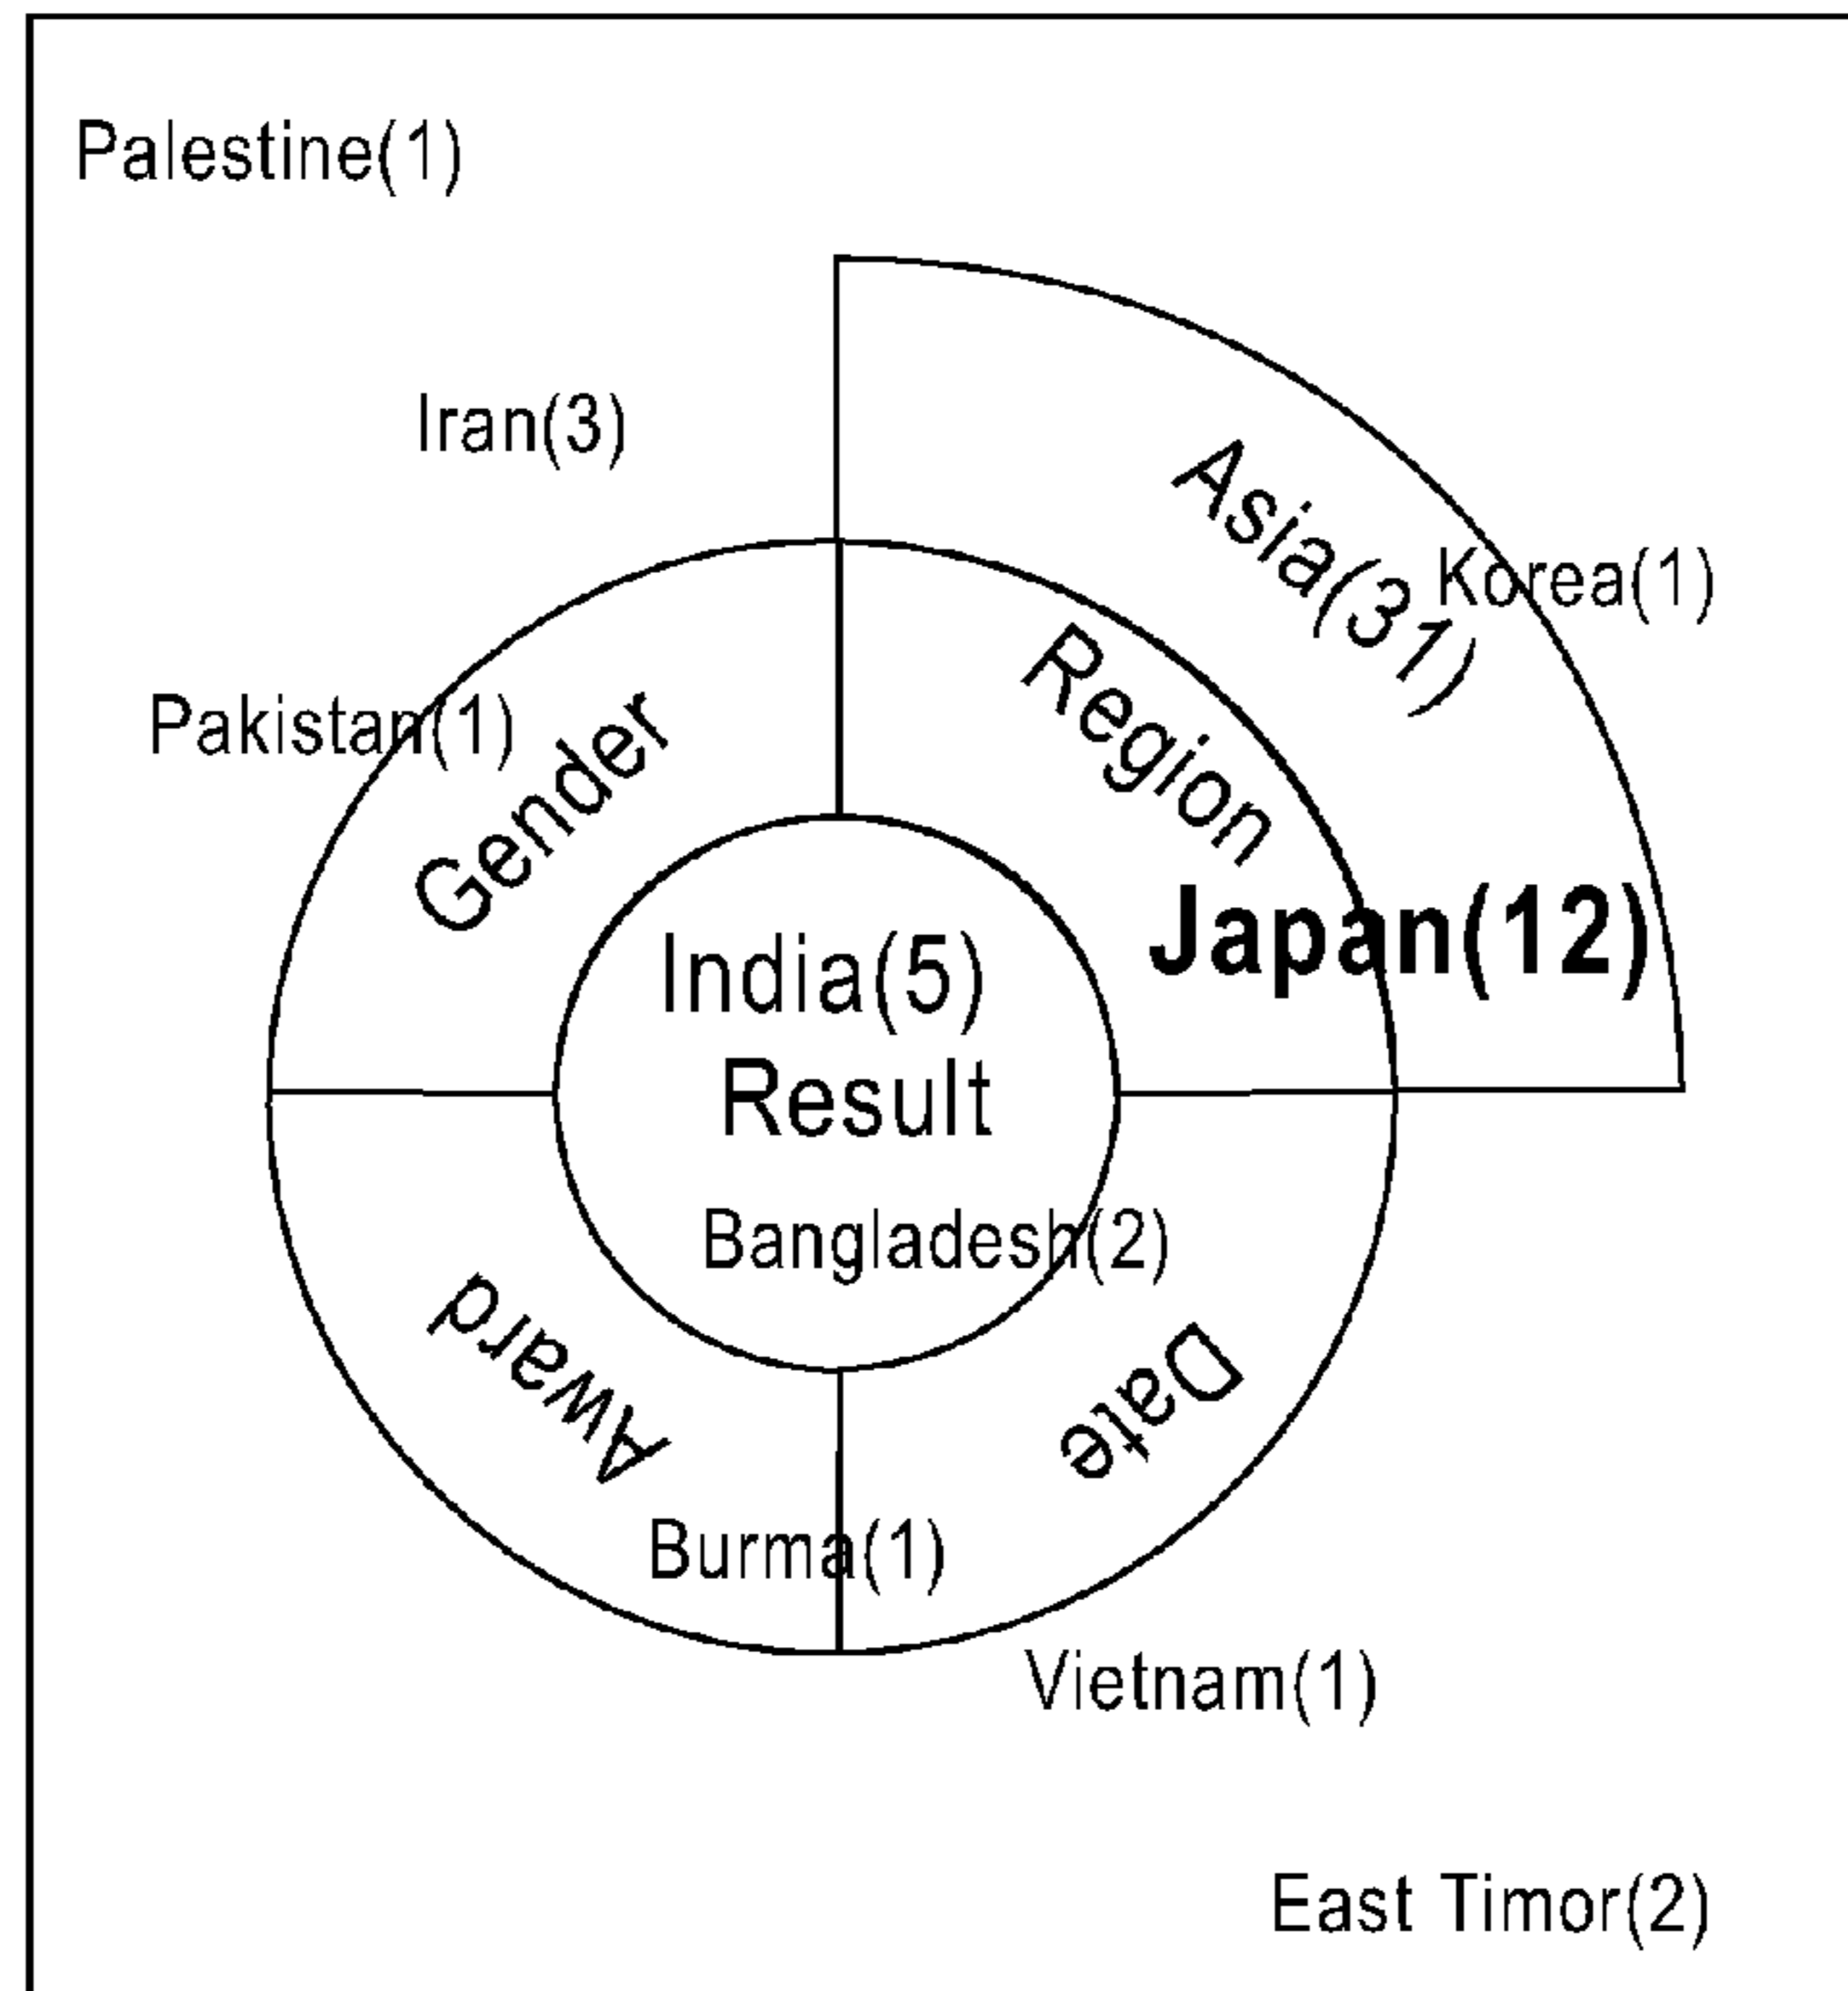 Palestine(1)
Iran(3)
Asia(31)
Korea(1)
Region
Pakistan(1)
Gender
Japan(12)
India(5)
Result
Bangladesh(2)
Award
Date
Burma(1)
Vietnam(1)
East Timor(2)